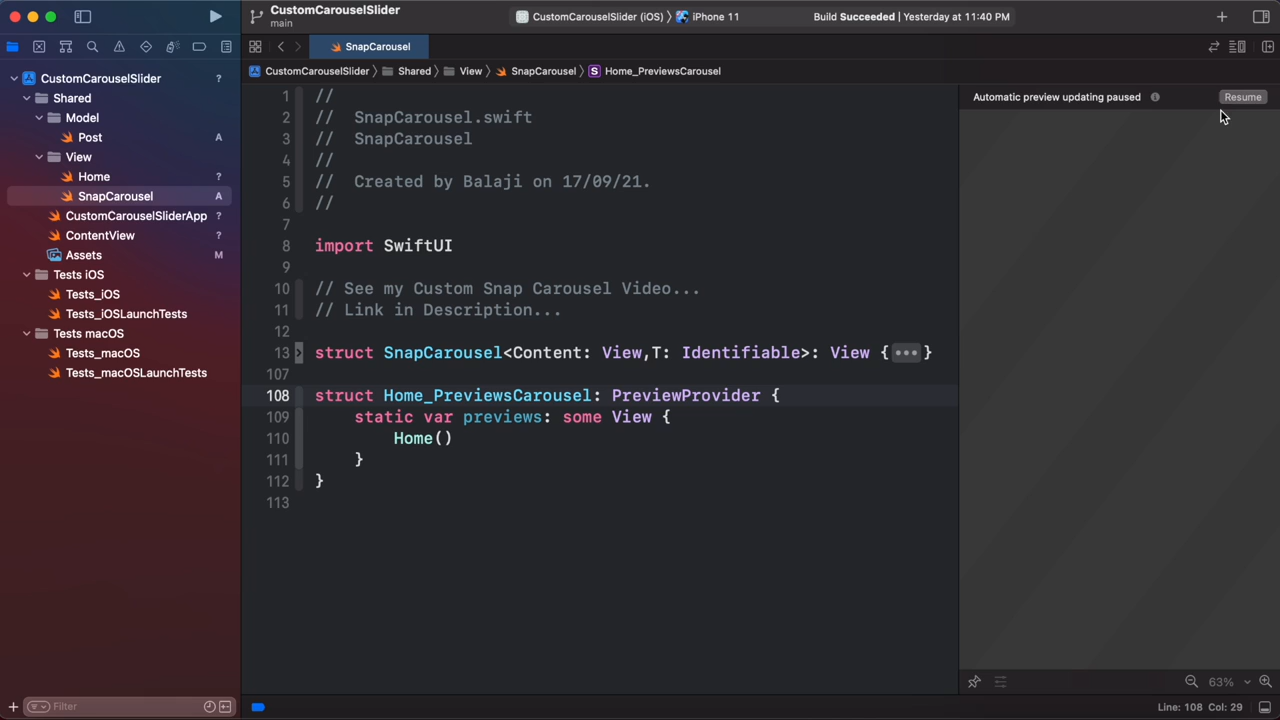 CustomCarouselSlider
main
CustomCarouselSlider (iOS) 〉 iPhone 11
Build Succeeded | Yesterday at 11:40 PM
SnapCarousel
CustomCarouselSlider 〉 Shared 〉 View 〉 SnapCarousel 〉 S Home_PreviewsCarousel
CustomCarouselSlider ?
Shared
Model
Post A
View
Home ?
SnapCarousel A
CustomCarouselSliderApp ?
ContentView ?
Assets M
Tests iOS
Tests_iOS
Tests_iOSLaunchTests
Tests macOS
Tests_macOS
Tests_macOSLaunchTests
Filter
1 //
2 // SnapCarousel.swift
3 // SnapCarousel
4 //
5 // Created by Balaji on 17/09/21.
6 //
7
8 import SwiftUI
9
10 // See my Custom Snap Carousel Video...
11 // Link in Description...
12
13 struct SnapCarousel<Content: View,T: Identifiable>: View {•••}
107
108 struct Home_PreviewsCarousel: PreviewProvider {
109 static var previews: some View {
110 Home()
111 }
112 }
113
Automatic preview updating paused
Resume
63%
Line: 108 Col: 29